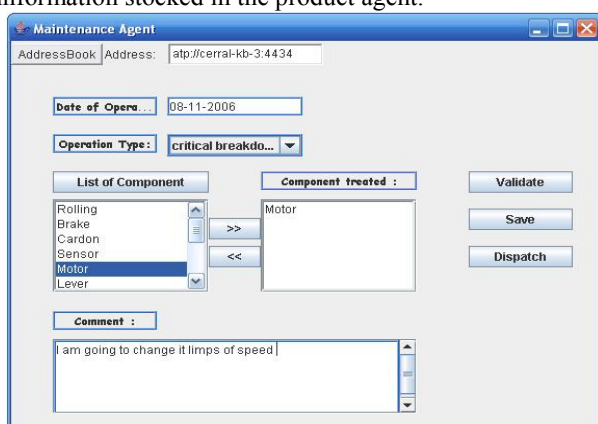 information stocked in the product agent.
Maintenance Agent
AddressBook Address: atp://cerral-kb-3:4434
Date of Opera... 08-11-2006
Operation Type: critical breakdo...
List of Component Component treated : Validate
Rolling Motor
Brake >> Save
Cardon
Sensor << Dispatch
Motor
Lever
Comment :
I am going to change it limps of speed